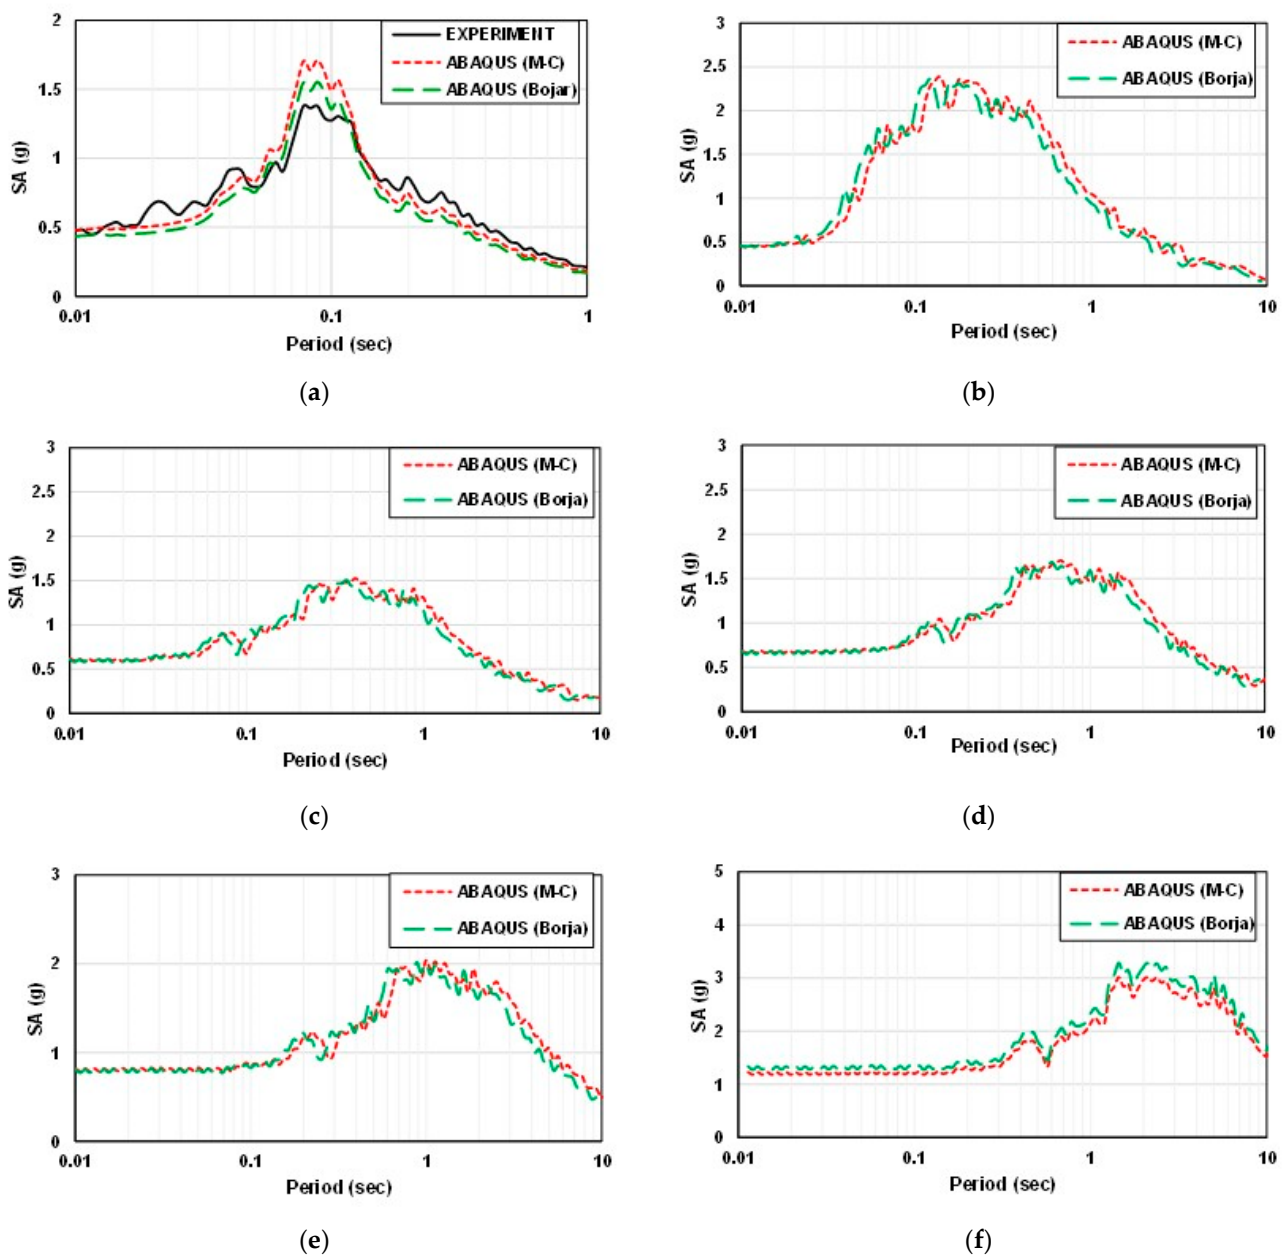 2
1.5
1
0.5
0
SA (g)
EXPERIMENT
ABAQUS (M-C)
ABAQUS (Bojar)
0.01
0.1
1
Period (sec)
(a)
3
2.5
2
1.5
1
0.5
0
SA (g)
ABAQUS (M-C)
ABAQUS (Borja)
0.01
0.1
1
10
Period (sec)
(b)
3
2.5
2
1.5
1
0.5
0
SA (g)
ABAQUS (M-C)
ABAQUS (Borja)
0.01
0.1
1
10
Period (sec)
(c)
3
2.5
2
1.5
1
0.5
0
SA (g)
ABAQUS (M-C)
ABAQUS (Borja)
0.01
0.1
1
10
Period (sec)
(d)
3
2
1
0
SA (g)
ABAQUS (M-C)
ABAQUS (Borja)
0.01
0.1
1
10
Period (sec)
(e)
5
4
3
2
1
0
SA (g)
ABAQUS (M-C)
ABAQUS (Borja)
0.01
0.1
1
10
Period (sec)
(f)